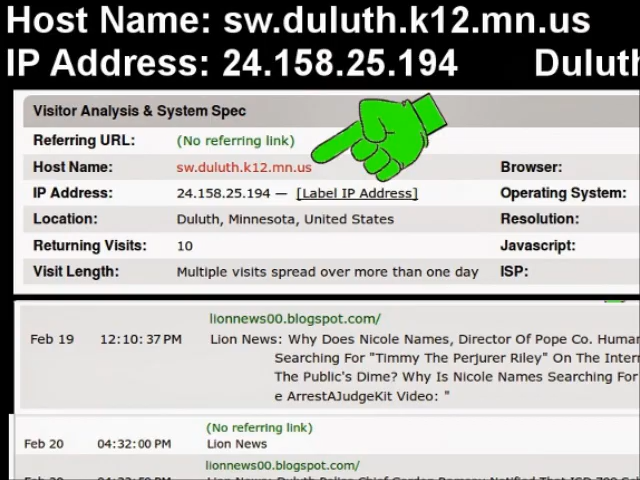 Host Name: sw.duluth.k12.mn.us
IP Address: 24.158.25.194 Duluth
Visitor Analysis & System Spec
Referring URL: (No referring link)
Host Name: sw.duluth.k12.mn.us Browser:
IP Address: 24.158.25.194 — [Label IP Address] Operating System:
Location: Duluth, Minnesota, United States Resolution:
Returning Visits: 10 Javascript:
Visit Length: Multiple visits spread over more than one day ISP:
lionnews00.blogspot.com/
Feb 19 12:10:37 PM Lion News: Why Does Nicole Names, Director Of Pope Co. Human
Searching For "Timmy The Perjurer Riley" On The Intern
The Public's Dime? Why Is Nicole Names Searching For
e ArrestAJudgeKit Video: "
(No referring link)
Feb 20 04:32:00 PM Lion News
lionnews00.blogspot.com/